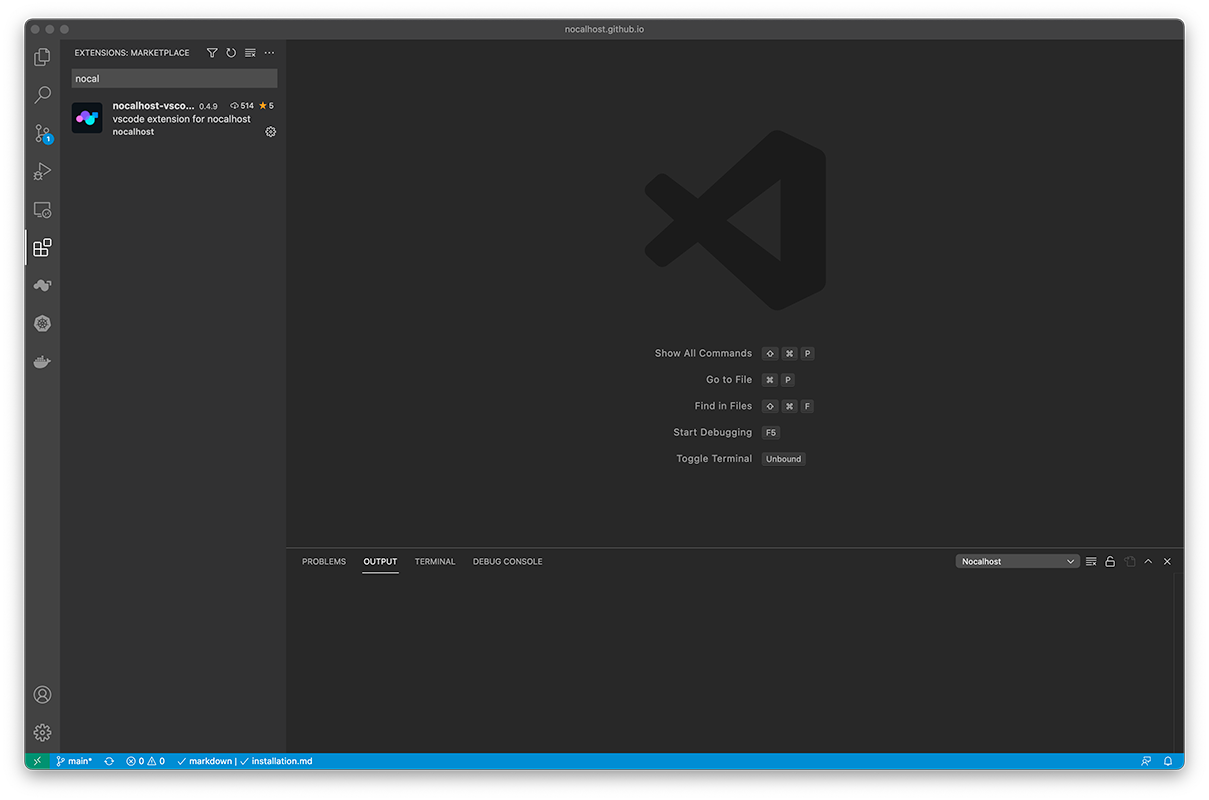 nocalhost.github.io
EXTENSIONS: MARKETPLACE
nocal
nocalhost-vsco... 0.4.9 514 5
vscode extension for nocalhost
nocalhost
1
Show All Commands ⇧ ⌘ P
Go to File ⌘ P
Find in Files ⇧ ⌘ F
Start Debugging F5
Toggle Terminal Unbound
PROBLEMS OUTPUT TERMINAL DEBUG CONSOLE Nocalhost
main* 0 0 markdown | installation.md